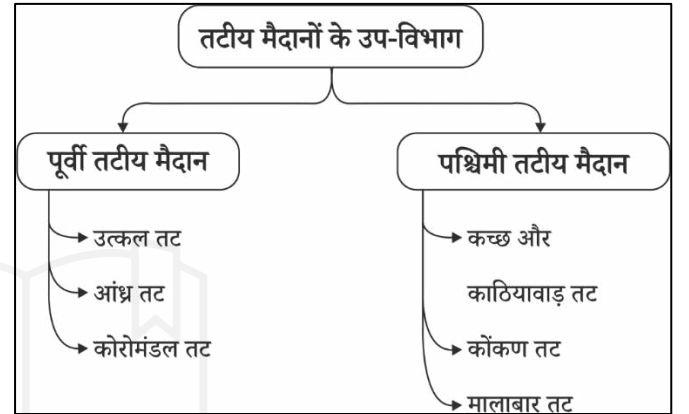 तटीय मैदानों के उप-विभाग
पूर्वी तटीय मैदान
उत्कल तट
आंध्र तट
कोरोमंडल तट
पश्चिमी तटीय मैदान
कच्छ और
काठियावाड़ तट
कोंकण तट
मालाबार तट